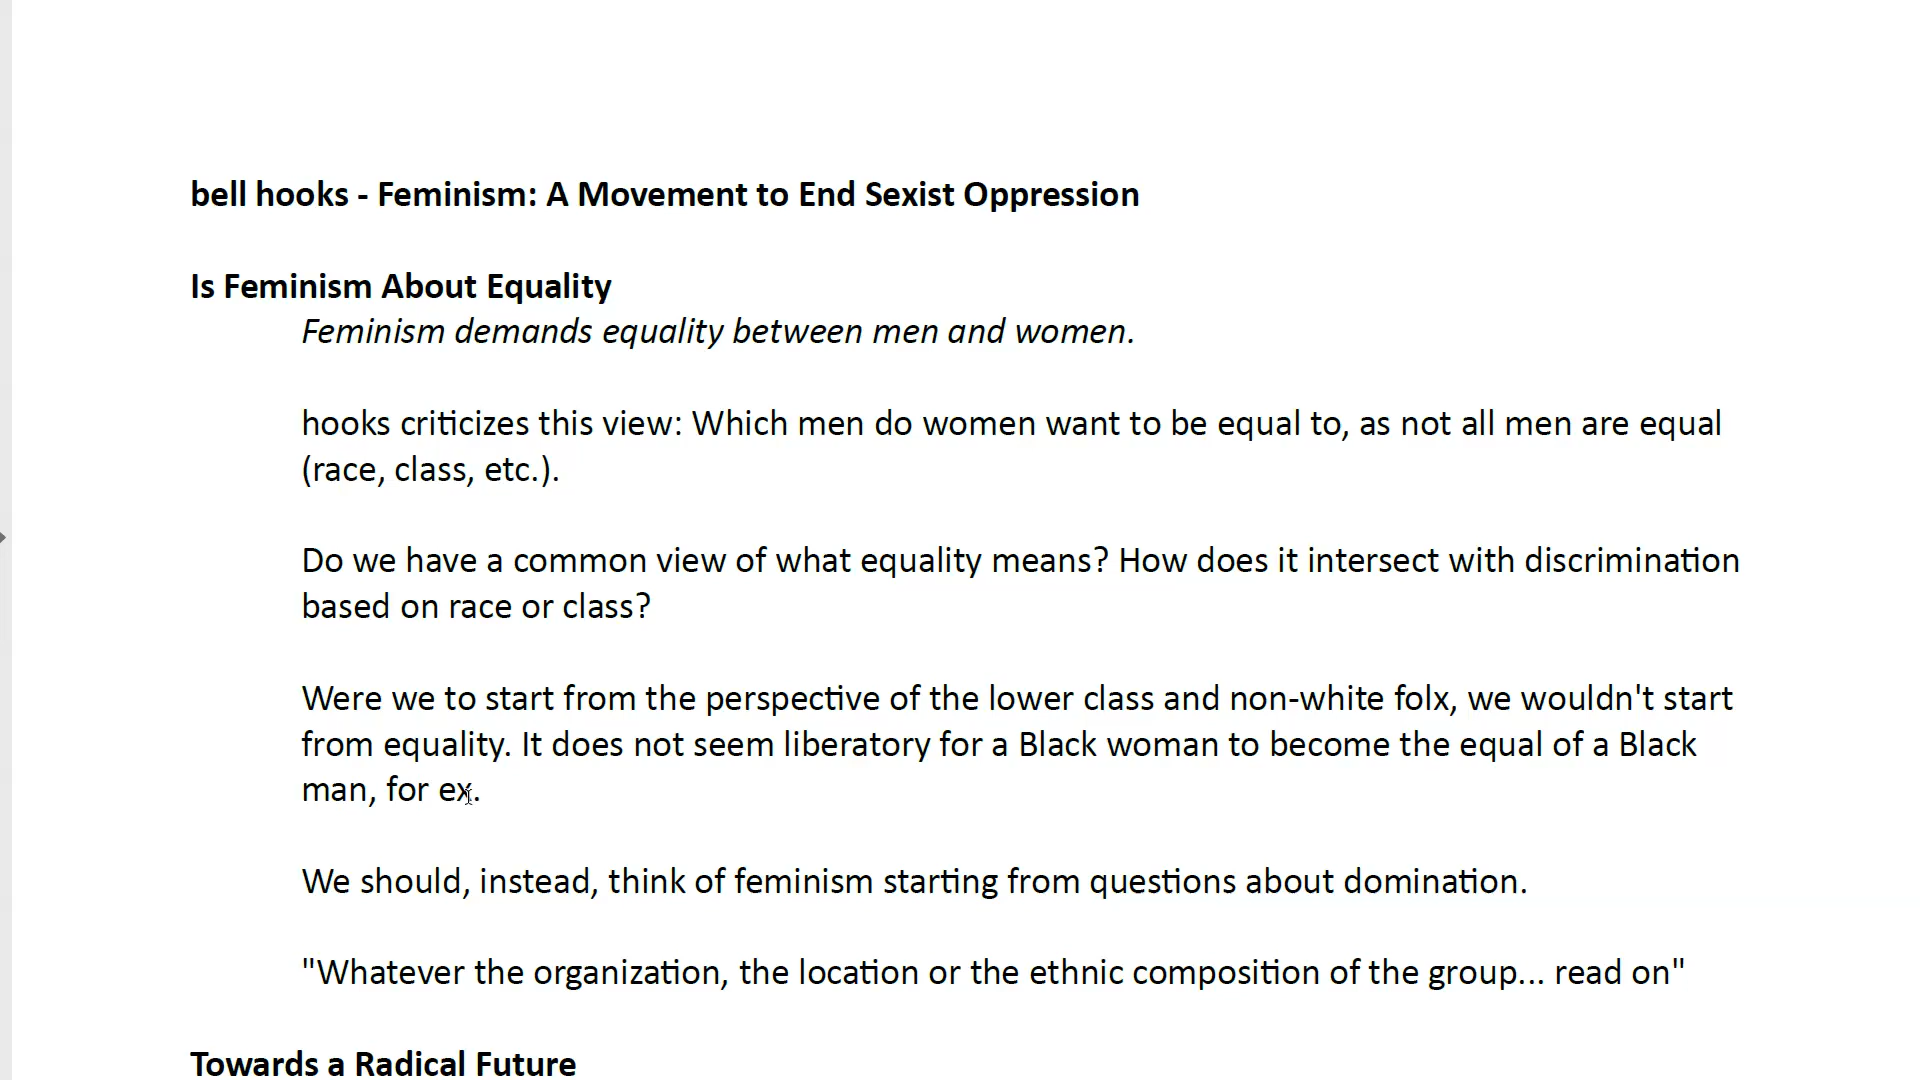 bell hooks - Feminism: A Movement to End Sexist Oppression
Is Feminism About Equality
Feminism demands equality between men and women.
hooks criticizes this view: Which men do women want to be equal to, as not all men are equal
(race, class, etc.).
Do we have a common view of what equality means? How does it intersect with discrimination
based on race or class?
Were we to start from the perspective of the lower class and non-white folx, we wouldn't start
from equality. It does not seem liberatory for a Black woman to become the equal of a Black
man, for ex.
We should, instead, think of feminism starting from questions about domination.
"Whatever the organization, the location or the ethnic composition of the group... read on"
Towards a Radical Future